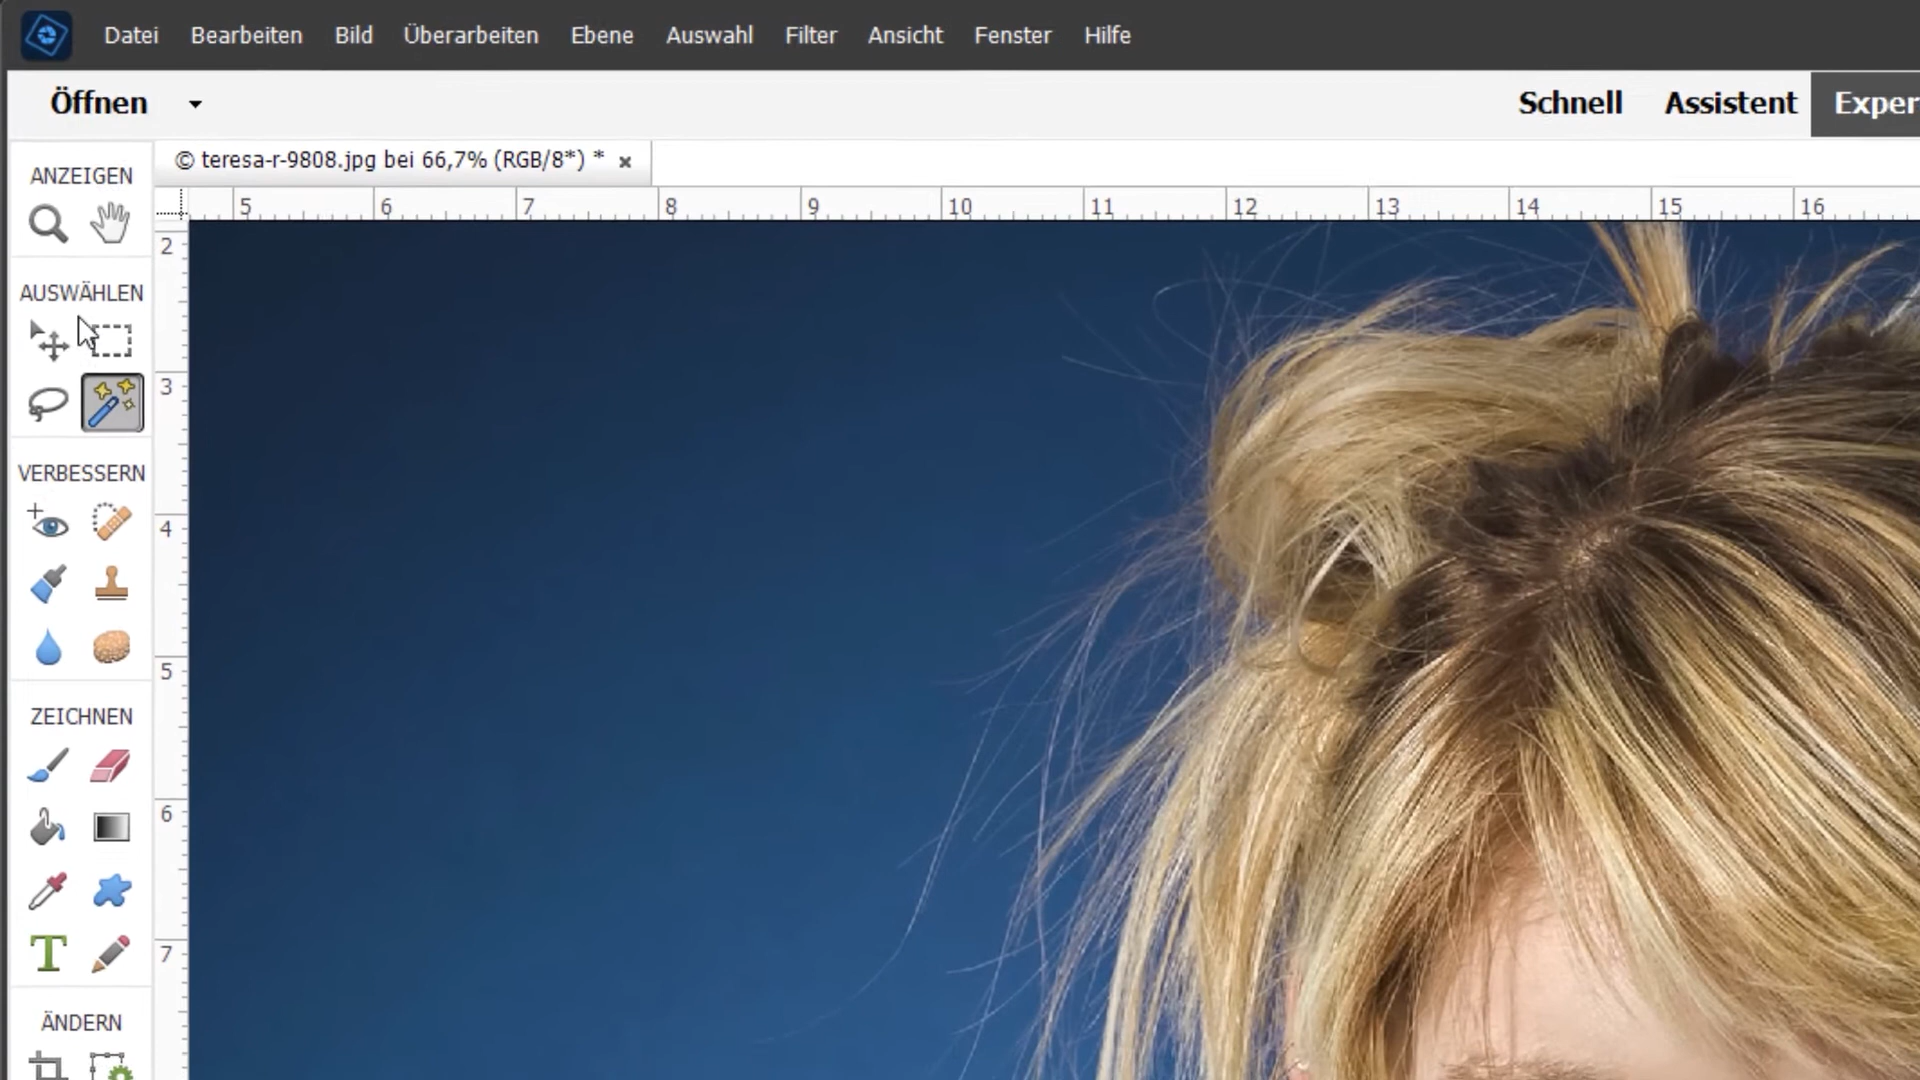 Datei Bearbeiten Bild Überarbeiten Ebene Auswahl Filter Ansicht Fenster Hilfe
Öffnen Schnell Assistent Exper
© teresa-r-9808.jpg bei 66,7% (RGB/8*) * ×
ANZEIGEN
5 6 7 8 9 10 11 12 13 14 15 16
2
AUSWÄHLEN
3
VERBESSERN
4
5
ZEICHNEN
6
T
7
ÄNDERN